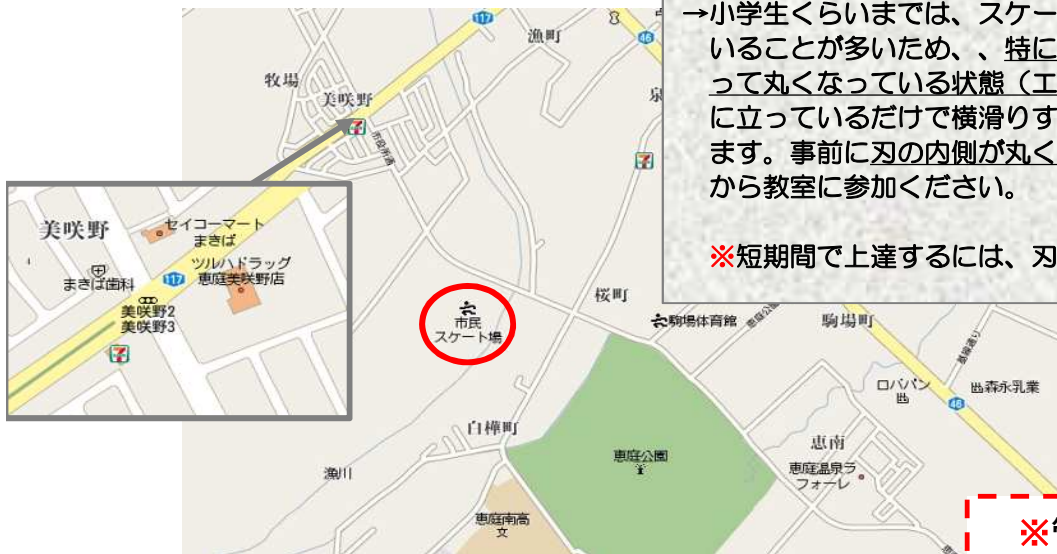 →小学生くらいまでは、スケー
いることが多いため、、特に
って丸くなっている状態（エ
に立っているだけで横滑りす
ます。事前に刃の内側が丸く
から教室に参加ください。
※短期間で上達するには、刃
117
漁町
46
牧場
美咲野
市役所通
美咲野
セイコーマート
まきば
ツルハドラッグ
恵庭美咲野店
まきば歯科
117
美咲野2
美咲野3
市民
スケート場
桜町
駒場体育館
駒場町
ロバパン
森永乳業
46
白樺町
恵庭公園
恵南
恵庭温泉ラ
フォーレ
漁川
恵庭南高
文
※